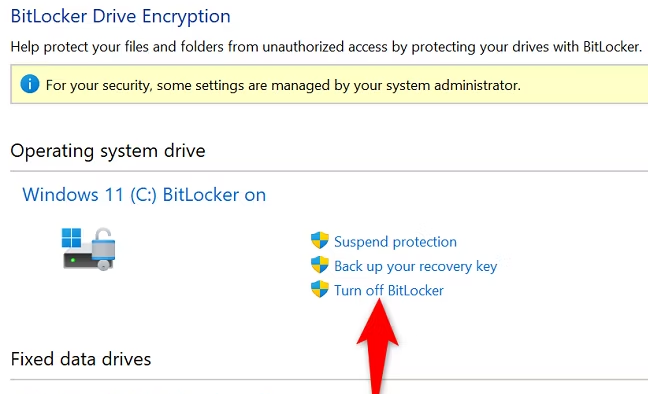 BitLocker Drive Encryption
Help protect your files and folders from unauthorized access by protecting your drives with BitLocker.
For your security, some settings are managed by your system administrator.
Operating system drive
Windows 11 (C:) BitLocker on
Suspend protection
Back up your recovery key
Turn off BitLocker
Fixed data drives